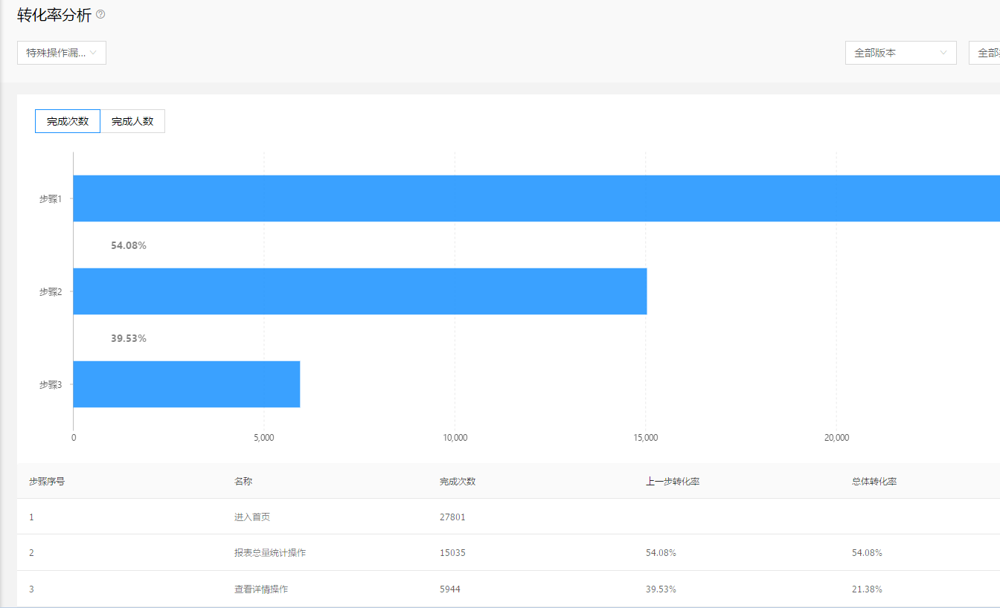 转化率分析
特殊操作漏...
全部版本
全部
完成次数 完成人数
步骤1
54.08%
步骤2
39.53%
步骤3
0 5,000 10,000 15,000 20,000
步骤序号 名称 完成次数 上一步转化率 总体转化率
1 进入首页 27801
2 报表总量统计操作 15035 54.08% 54.08%
3 查看详情操作 5944 39.53% 21.38%